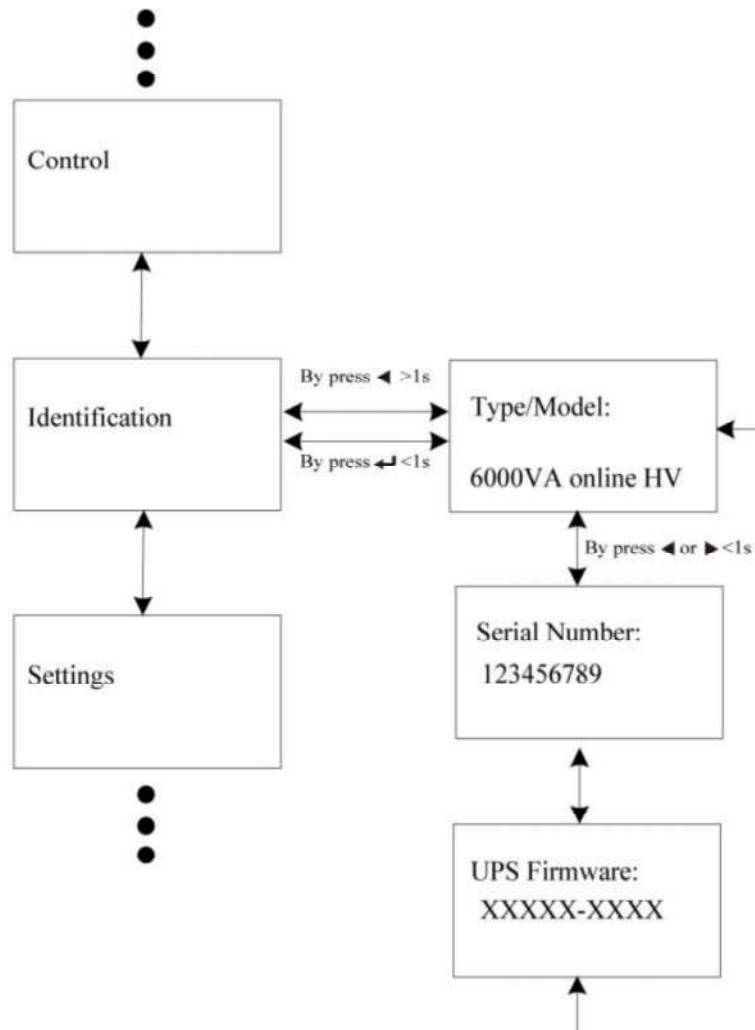 Control
Identification
By press ◀ >1s
By press ↵ <1s
Type/Model:
6000VA online HV
By press ◀ or ▶ <1s
Settings
Serial Number:
123456789
UPS Firmware:
XXXXX-XXXX